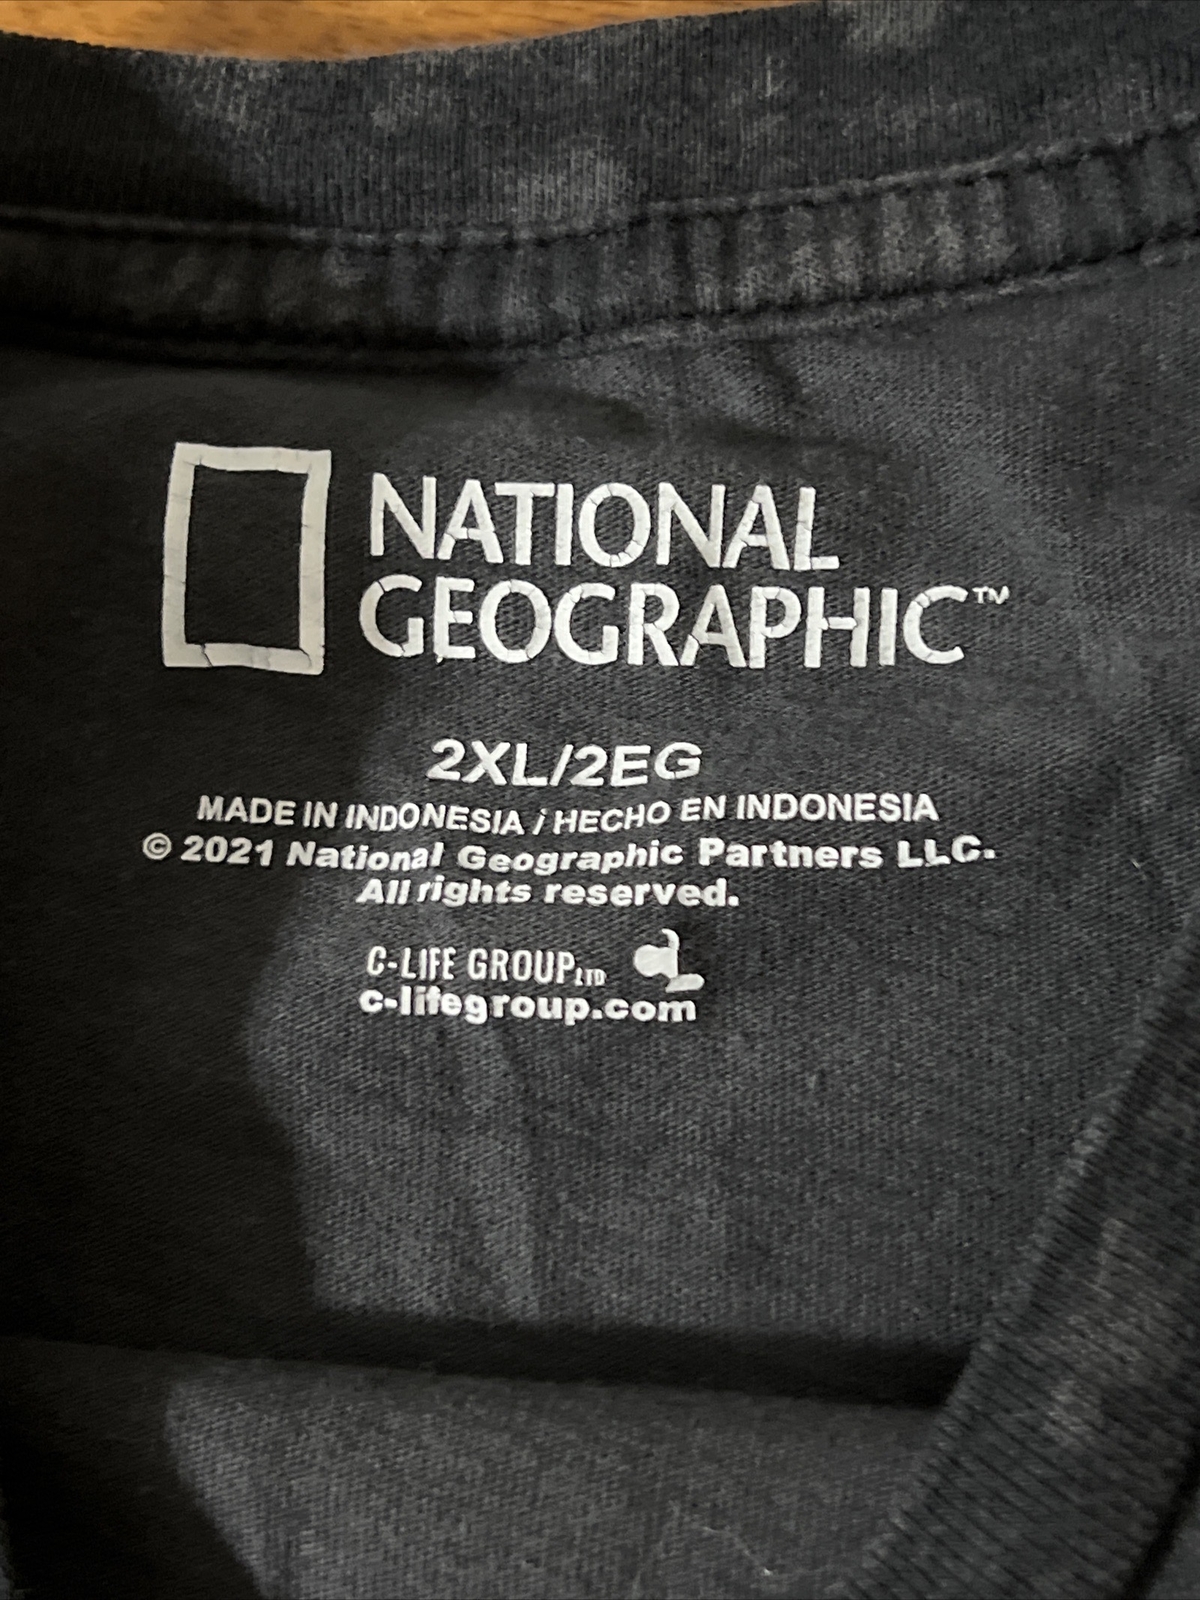 NATIONAL
GEOGRAPHIC™
2XL/2EG
MADE IN INDONESIA / HECHO EN INDONESIA
© 2021 National Geographic Partners LLC.
All rights reserved.
C-LIFE GROUP LTD
c-lifegroup.com